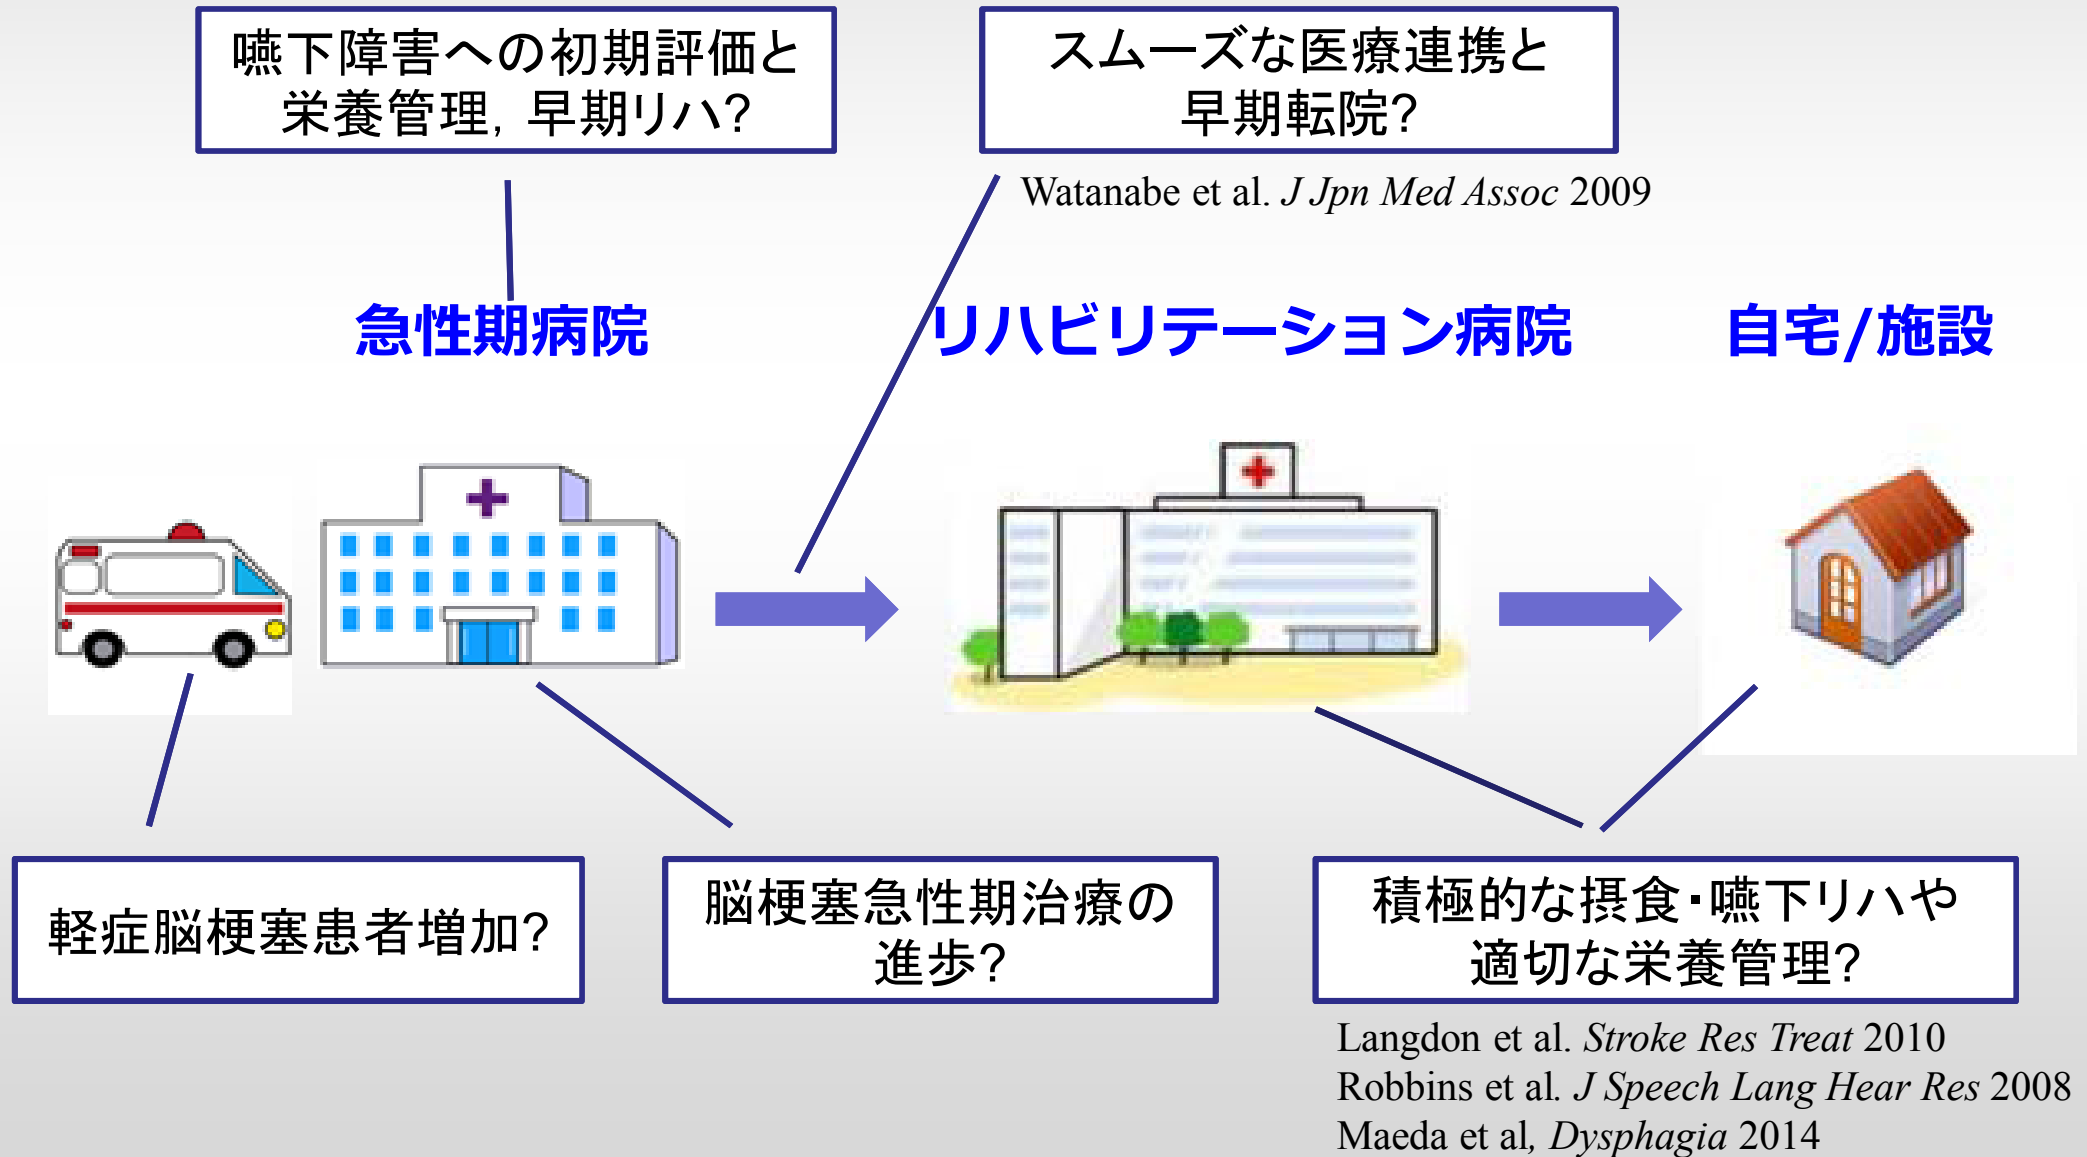 嚥下障害への初期評価と
栄養管理, 早期リハ?
スムーズな医療連携と
早期転院?
Watanabe et al. J Jpn Med Assoc 2009
急性期病院
リハビリテーション病院
自宅/施設
軽症脳梗塞患者増加?
脳梗塞急性期治療の
進歩?
積極的な摂食・嚥下リハや
適切な栄養管理?
Langdon et al. Stroke Res Treat 2010
Robbins et al. J Speech Lang Hear Res 2008
Maeda et al, Dysphagia 2014